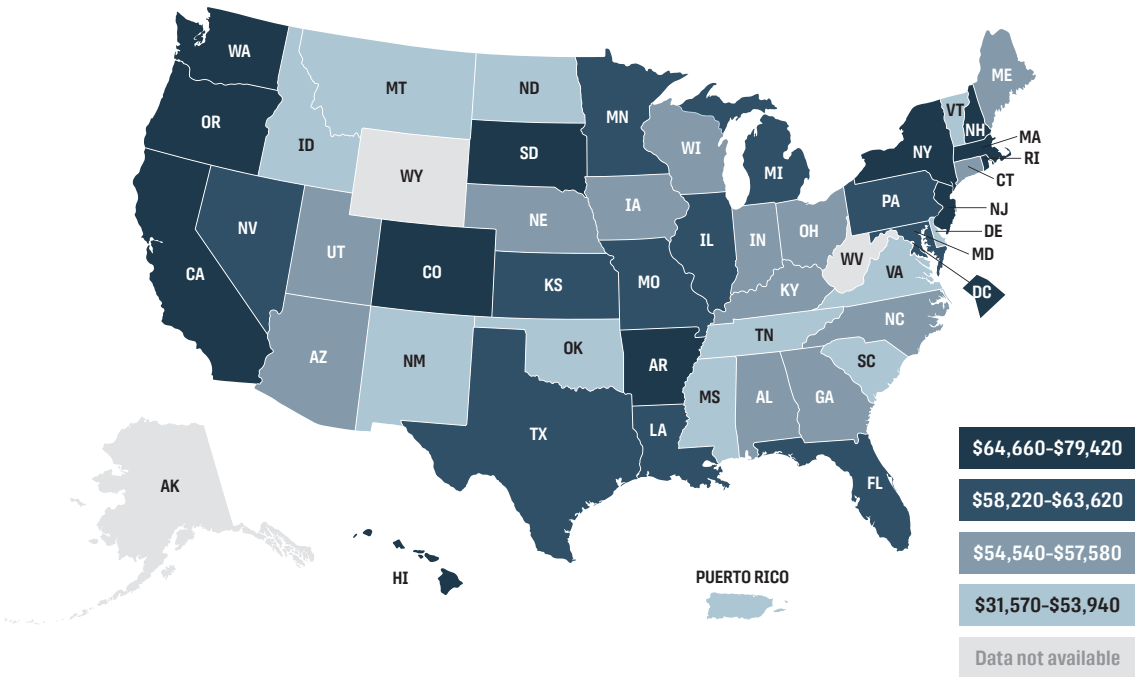 WA
MT
ND
ME
OR
MN
VT
NH
MA
ID
SD
WI
NY
RI
WY
MI
CT
NE
IA
PA
NJ
NV
OH
DE
UT
IL
IN
MD
CA
CO
KS
MO
WV
VA
KY
DC
NC
AZ
NM
OK
TN
AR
SC
MS
AL
GA
TX
LA
FL
AK
HI
PUERTO RICO
$64,660-$79,420
$58,220-$63,620
$54,540-$57,580
$31,570-$53,940
Data not available